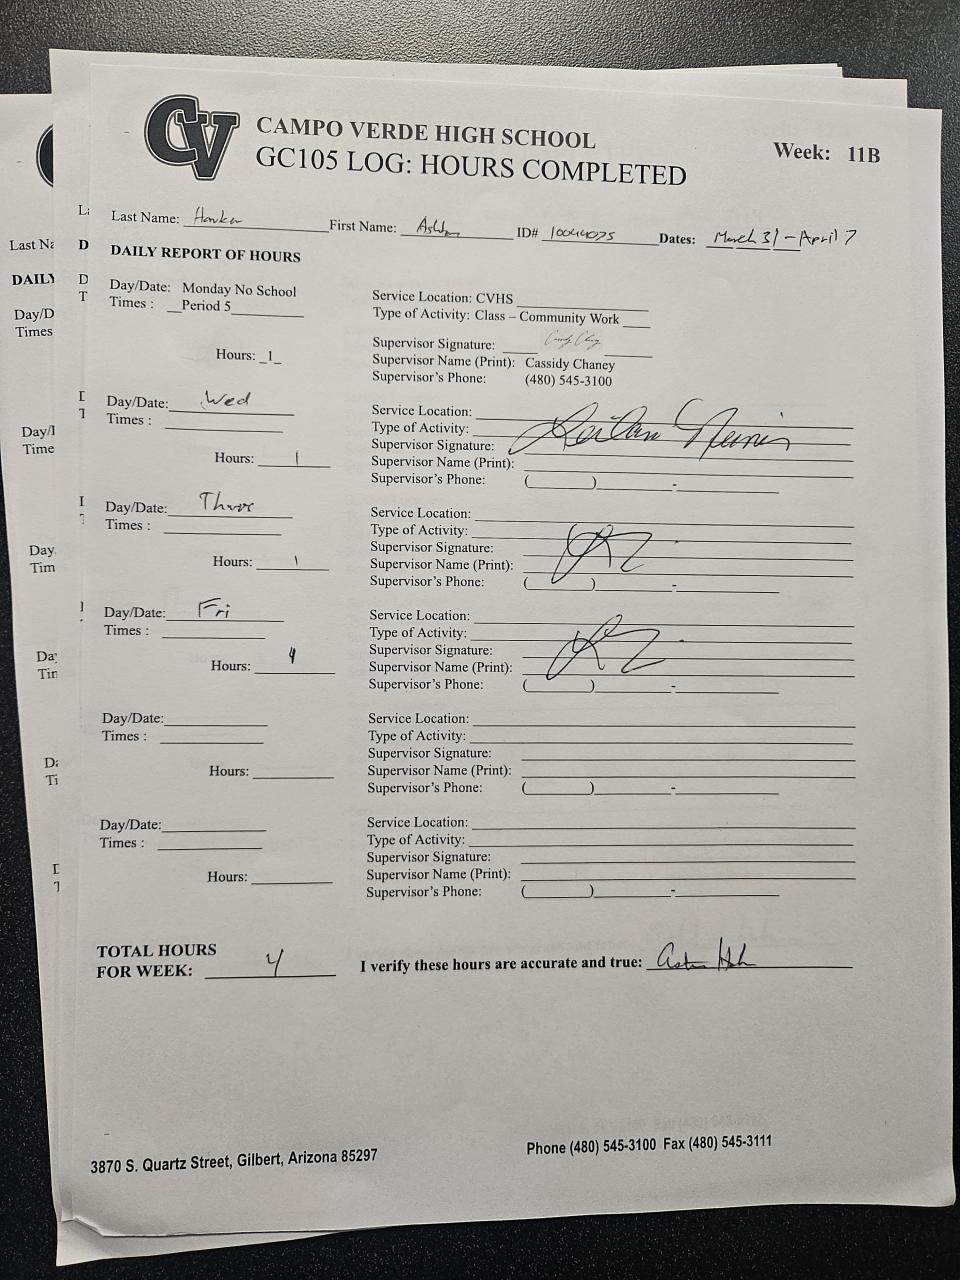 CV
CAMPO VERDE HIGH SCHOOL
GC105 LOG: HOURS COMPLETED
Week: 11B
Last Name: First Name: ID# 10044075 Dates: March 31 - April 7
DAILY REPORT OF HOURS
Day/Date: Monday No School
Times : __Period 5
Hours: _1_
Service Location: CVHS
Type of Activity: Class – Community Work
Supervisor Signature:
Supervisor Name (Print): Cassidy Chaney
Supervisor's Phone: (480) 545-3100
Day/Date: Wed
Times :
Hours: 1
Service Location:
Type of Activity:
Supervisor Signature:
Supervisor Name (Print):
Supervisor's Phone: ( ) -
Day/Date: Thurs
Times :
Hours: 1
Service Location:
Type of Activity:
Supervisor Signature:
Supervisor Name (Print):
Supervisor's Phone: ( ) -
Day/Date: Fri
Times :
Hours: 4
Service Location:
Type of Activity:
Supervisor Signature:
Supervisor Name (Print):
Supervisor's Phone: ( ) -
Day/Date:
Times :
Hours:
Service Location:
Type of Activity:
Supervisor Signature:
Supervisor Name (Print):
Supervisor's Phone: ( ) -
Day/Date:
Times :
Hours:
Service Location:
Type of Activity:
Supervisor Signature:
Supervisor Name (Print):
Supervisor's Phone: ( ) -
TOTAL HOURS
FOR WEEK: 4
I verify these hours are accurate and true:
3870 S. Quartz Street, Gilbert, Arizona 85297
Phone (480) 545-3100 Fax (480) 545-3111